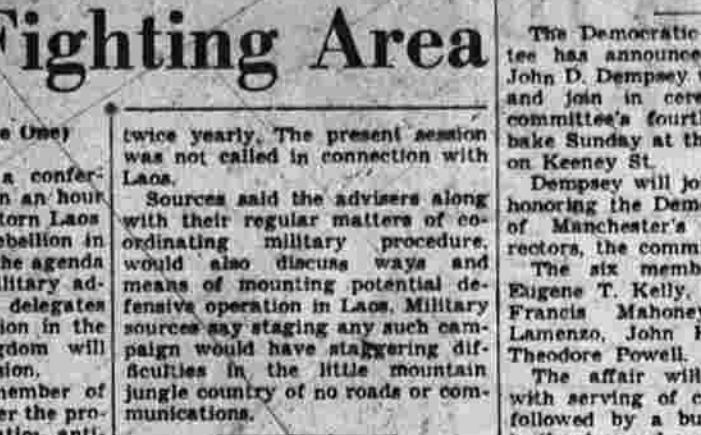 Fighting Area
e One)
a confer-
n an hour
torn Laos
ebellion in
he agenda
litary ad-
delegates
ion in the
gdom will
sion.
member of
er the pro-
twice yearly. The present session
was not called in connection with
Laos.
Sources said the advisers along
with their regular matters of co-
ordinating military procedure,
would also discuss ways and
means of mounting potential de-
fensive operation in Laos. Military
sources say staging any such cam-
paign would have staggering dif-
ficulties in the little mountain
jungle country of no roads or com-
munications.
The Democratic
tee has announce
John D. Dempsey
and join in cere
committee's fourth
bake Sunday at th
on Keeney St.
Dempsey will jo
honoring the Dem
of Manchester's
rectors, the comm
The six memb
Eugene T. Kelly,
Francis Mahoney
Lamenzo, John
Theodore Powell.
The affair will
with serving of c
followed by a bu